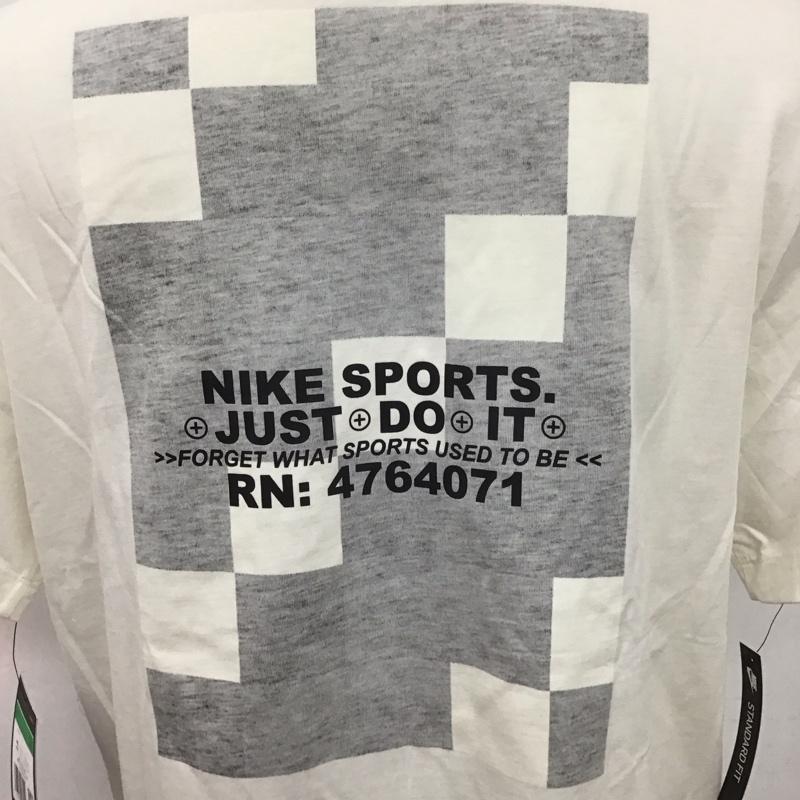 NIKE SPORTS.
⊕JUST⊕DO⊕IT⊕
>>FORGET WHAT SPORTS USED TO BE <<
RN: 4764071
STANDARD FIT